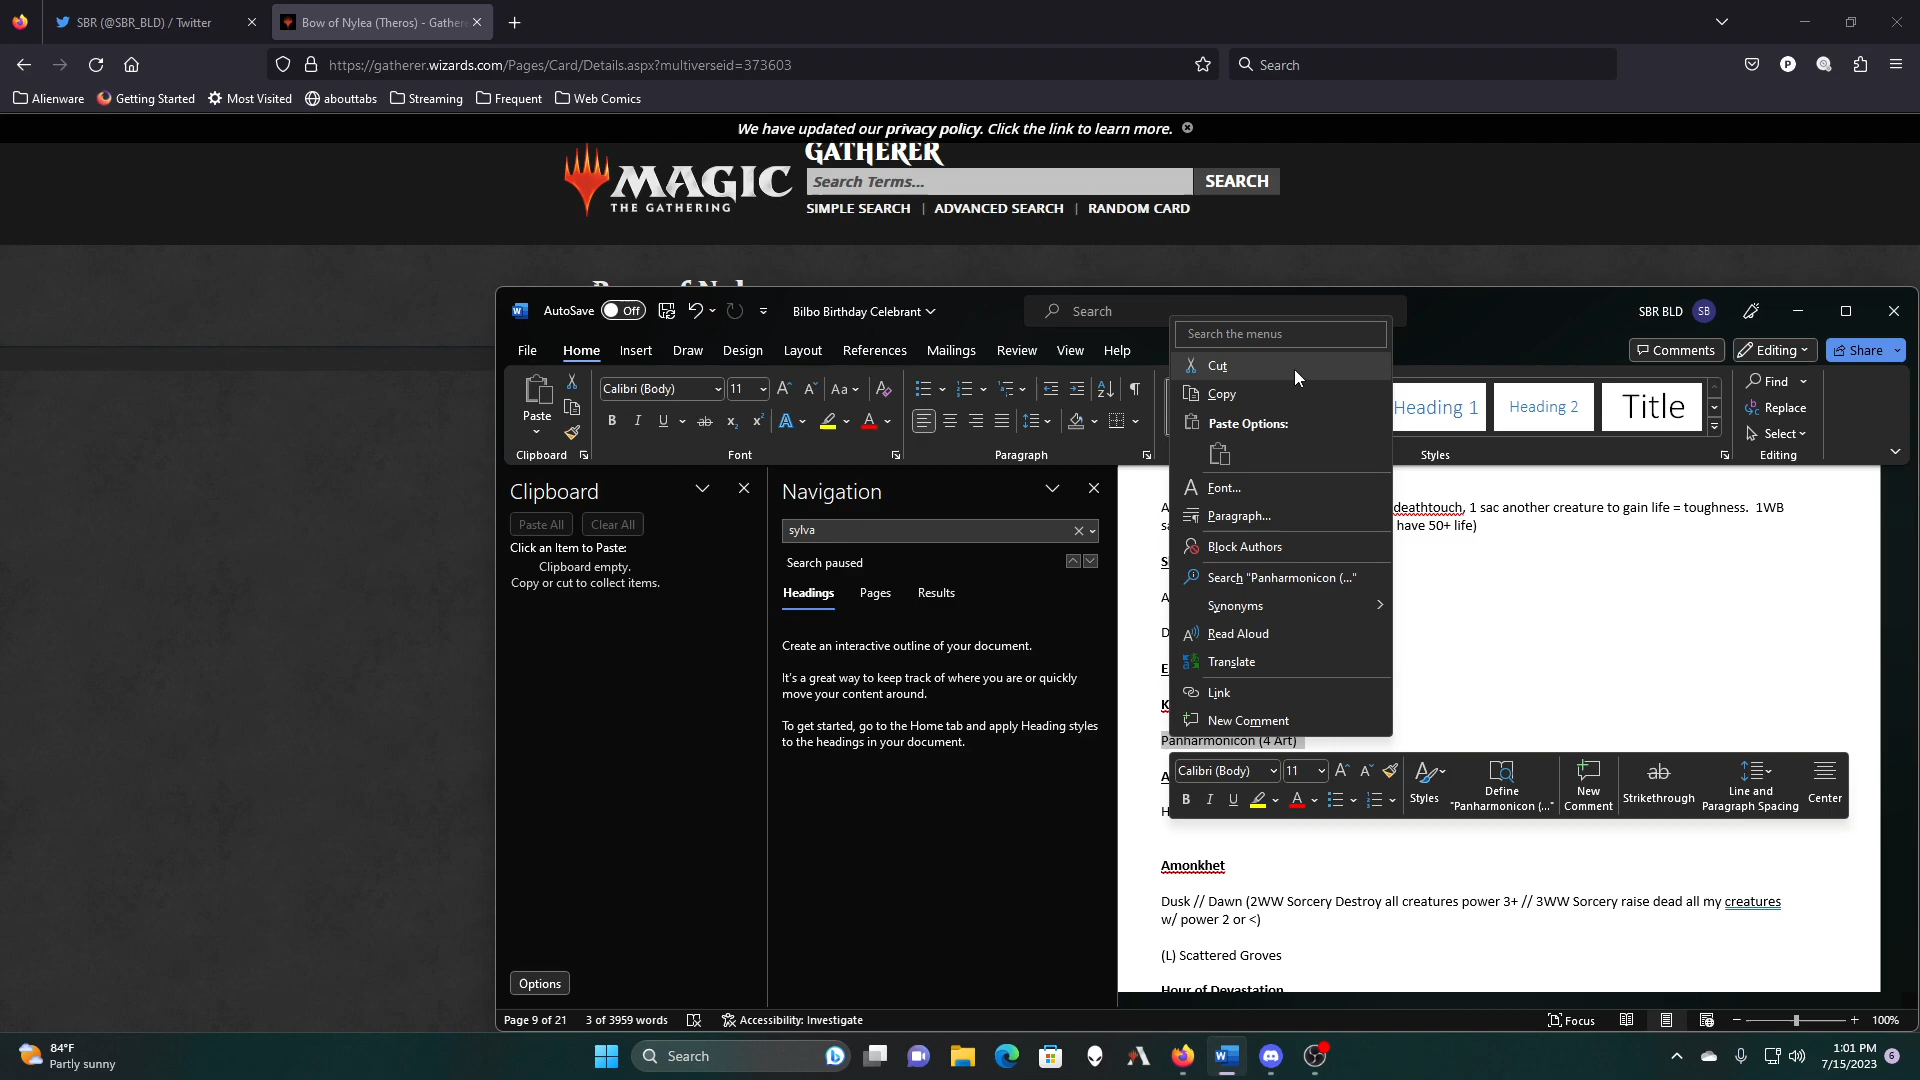 SBR (@SBR_BLD) / Twitter
Bow of Nylea (Theros) - Gathere
https://gatherer.wizards.com/Pages/Card/Details.aspx?multiverseid=373603
Search
Alienware
Getting Started
Most Visited
abouttabs
Streaming
Frequent
Web Comics
We have updated our privacy policy. Click the link to learn more.
MAGIC
THE GATHERING
GATHERER
Search Terms...
SEARCH
SIMPLE SEARCH | ADVANCED SEARCH | RANDOM CARD
AutoSave Off
Bilbo Birthday Celebrant
Search
SBR BLD SB
File Home Insert Draw Design Layout References Mailings Review View Help
Comments Editing Share
Paste
Calibri (Body) 11
Clipboard
Font
Paragraph
Heading 1 Heading 2 Title
Styles
Find
Replace
Select
Editing
Search the menus
Cut
Copy
Paste Options:
Font...
Paragraph...
Block Authors
Search "Panharmonicon (..."
Synonyms
Read Aloud
Translate
Link
New Comment
Clipboard
Paste All Clear All
Click an Item to Paste:
Clipboard empty.
Copy or cut to collect items.
Options
Navigation
sylva
Search paused
Headings Pages Results
Create an interactive outline of your document.
It's a great way to keep track of where you are or quickly
move your content around.
To get started, go to the Home tab and apply Heading styles
to the headings in your document.
deathtouch, 1 sac another creature to gain life = toughness. 1WB
have 50+ life)
Panharmonicon (4 Art)
Calibri (Body) 11
Styles
Define
"Panharmonicon (..."
New
Comment
Strikethrough
Line and
Paragraph Spacing
Center
Amonkhet
Dusk // Dawn (2WW Sorcery Destroy all creatures power 3+ // 3WW Sorcery raise dead all my creatures
w/ power 2 or <)
(L) Scattered Groves
Hour of Devastation
Page 9 of 21 3 of 3959 words Accessibility: Investigate
Focus
100%
84°F
Partly sunny
Search
1:01 PM
7/15/2023
6